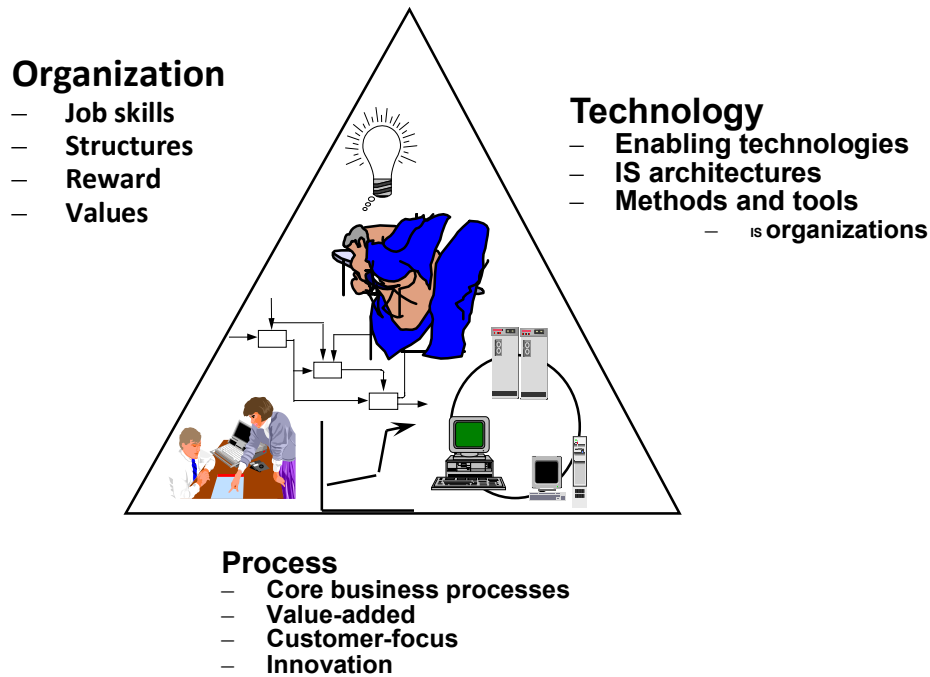 Organization
– Job skills
– Structures
– Reward
– Values
Technology
– Enabling technologies
– IS architectures
– Methods and tools
– IS organizations
Process
– Core business processes
– Value-added
– Customer-focus
– Innovation